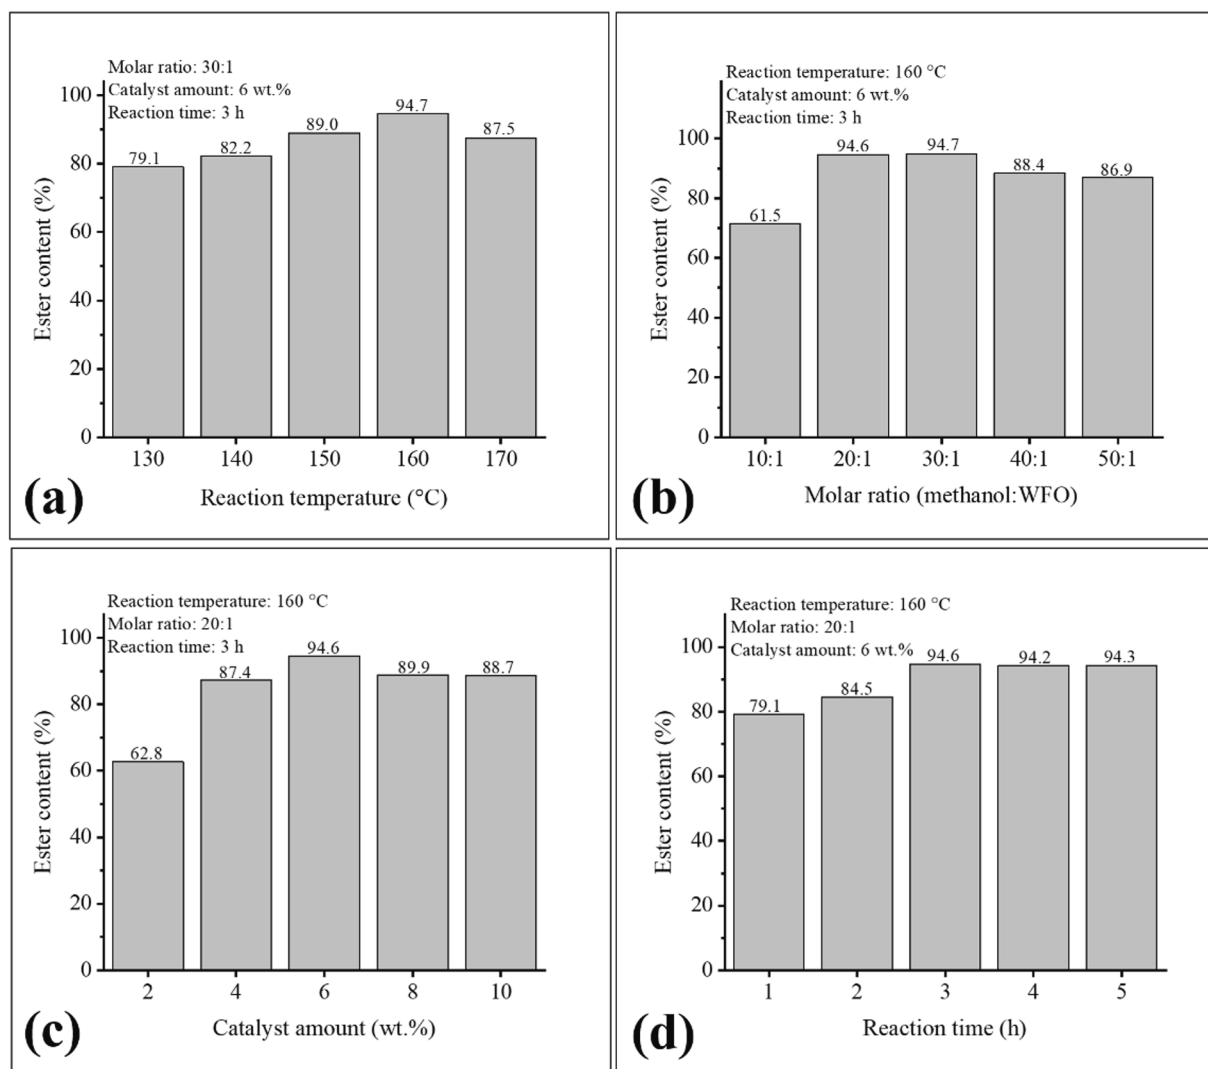 Molar ratio: 30:1
Catalyst amount: 6 wt.%
Reaction time: 3 h
100
80
60
40
20
0
Ester content (%)
79.1
82.2
89.0
94.7
87.5
130
140
150
160
170
Reaction temperature (°C)
(a)
Reaction temperature: 160 °C
Catalyst amount: 6 wt.%
Reaction time: 3 h
100
80
60
40
20
0
Ester content (%)
61.5
94.6
94.7
88.4
86.9
10:1
20:1
30:1
40:1
50:1
Molar ratio (methanol:WFO)
(b)
Reaction temperature: 160 °C
Molar ratio: 20:1
Reaction time: 3 h
100
80
60
40
20
0
Ester content (%)
62.8
87.4
94.6
89.9
88.7
2
4
6
8
10
Catalyst amount (wt.%)
(c)
Reaction temperature: 160 °C
Molar ratio: 20:1
Catalyst amount: 6 wt.%
100
80
60
40
20
0
Ester content (%)
79.1
84.5
94.6
94.2
94.3
1
2
3
4
5
Reaction time (h)
(d)